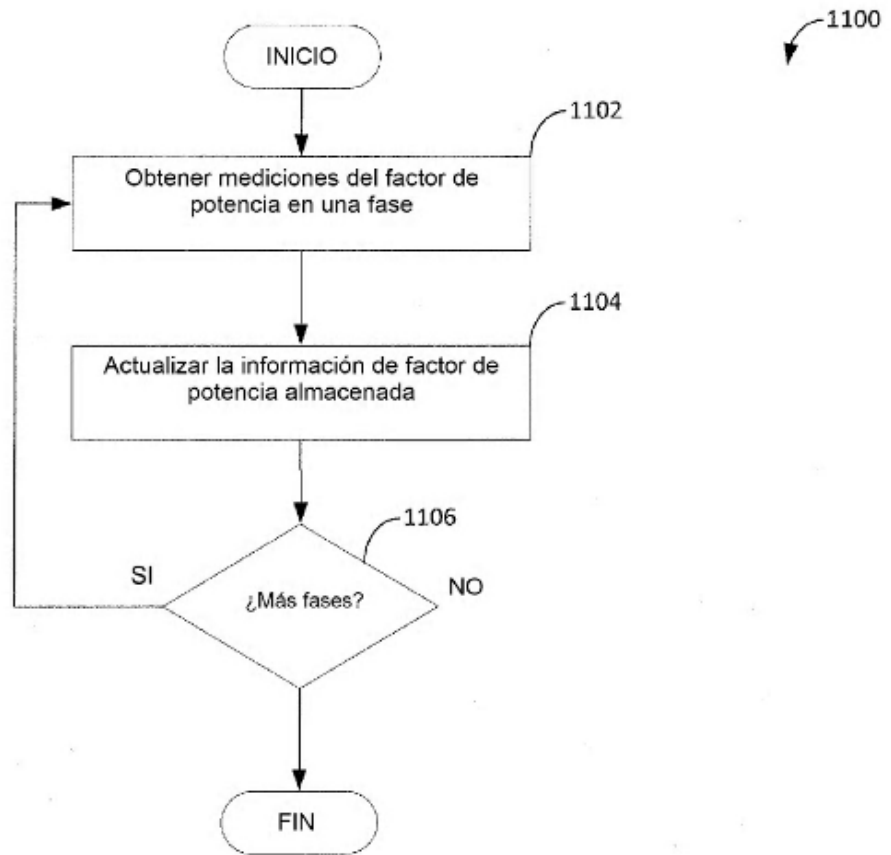 1100
INICIO
1102
Obtener mediciones del factor de
potencia en una fase
1104
Actualizar la información de factor de
potencia almacenada
1106
SI
¿Más fases?
NO
FIN